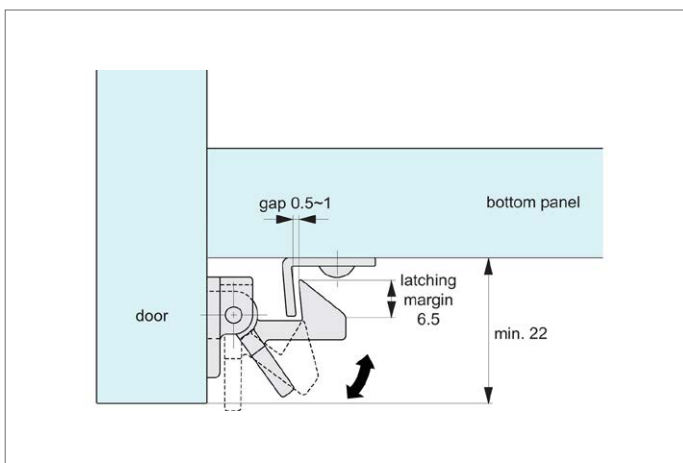 gap 0.5~1
bottom panel
latching
margin
6.5
door
min. 22